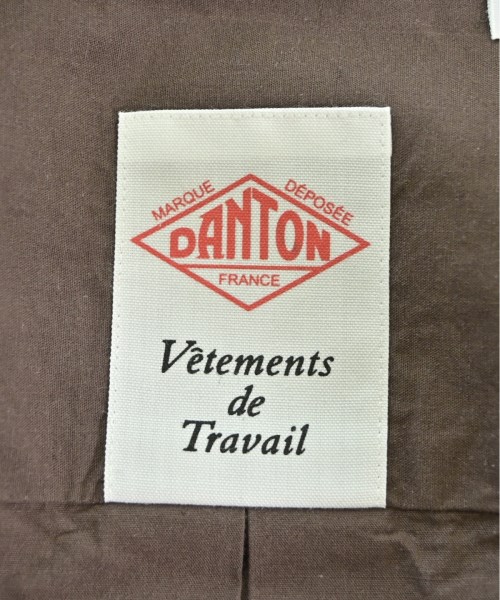 MARQUE DÉPOSÉE
DANTON
FRANCE
Vêtements
de
Travail